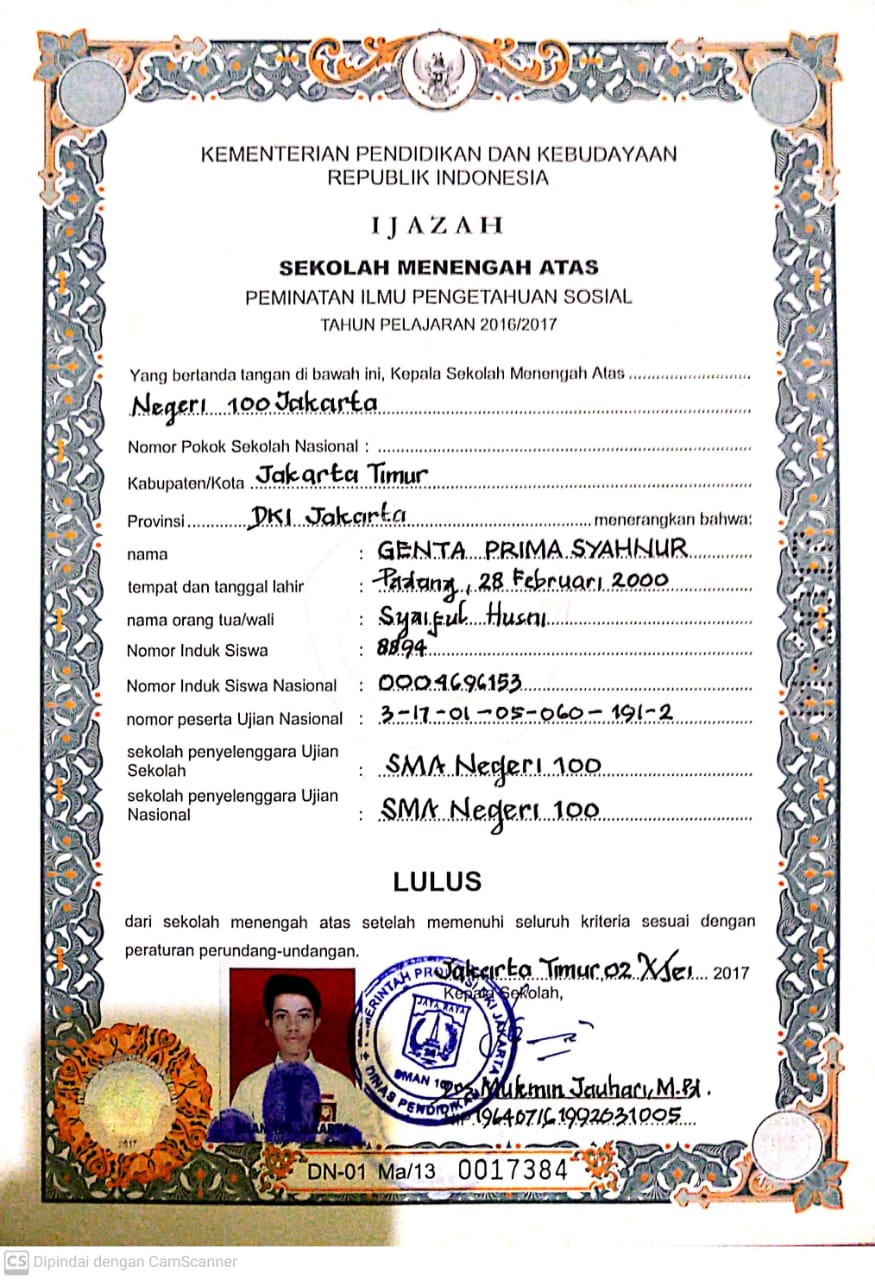 KEMENTERIAN PENDIDIKAN DAN KEBUDAYAAN
REPUBLIK INDONESIA
IJAZAH
SEKOLAH MENENGAH ATAS
PEMINATAN ILMU PENGETAHUAN SOSIAL
TAHUN PELAJARAN 2016/2017
Yang bertanda tangan di bawah ini, Kepala Sekolah Menengah Atas
Negeri 100 Jakarta
Nomor Pokok Sekolah Nasional :
Kabupaten/Kota Jakarta Timur
Provinsi DKI Jakarta menerangkan bahwa:
nama : GENTA PRIMA SYAHNUR
tempat dan tanggal lahir : Padang, 28 Februari 2000
nama orang tua/wali : Syaiful Husni
Nomor Induk Siswa : 8894
Nomor Induk Siswa Nasional : 0004696153
nomor peserta Ujian Nasional : 3-17-01-05-060-191-2
sekolah penyelenggara Ujian
Sekolah : SMA Negeri 100
sekolah penyelenggara Ujian
Nasional : SMA Negeri 100
LULUS
dari sekolah menengah atas setelah memenuhi seluruh kriteria sesuai dengan
peraturan perundang-undangan.
Jakarta Timur, 02 Mei 2017
Kepala Sekolah,
JAYA RAYA
SMAN 100
DINAS PENDIDIKAN
Drs Mukmin Jauhari, M.Pd.
2017
DN-01 Ma/13 0017384
CS Dipindai dengan CamScanner